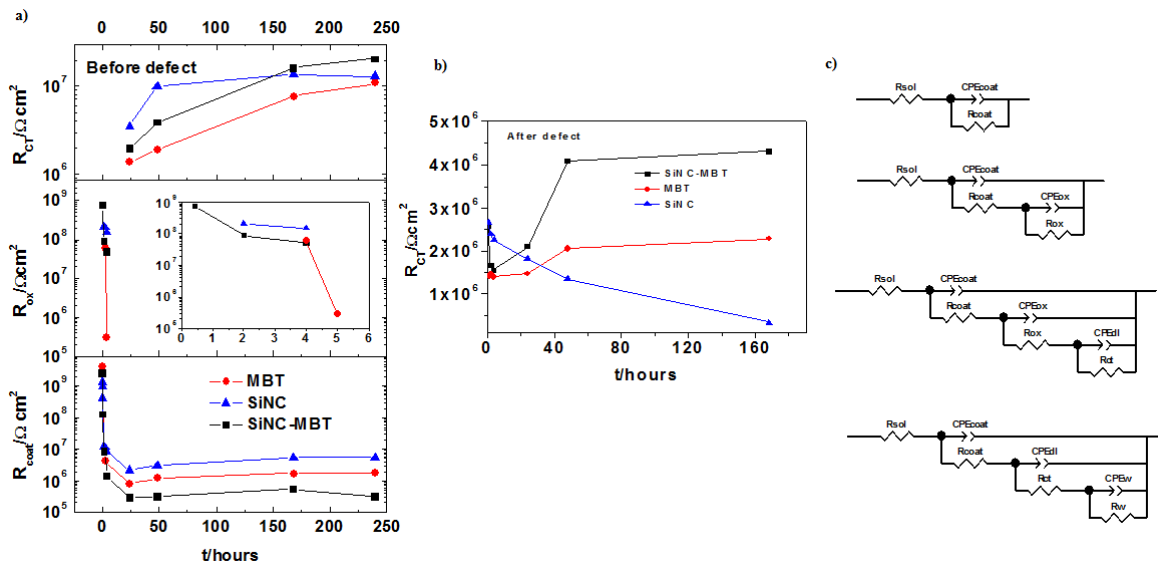 a)
0 50 100 150 200 250
Before defect
10⁷
10⁶
R_CT/Ω cm²
10⁹
10⁸
10⁷
10⁶
10⁵
R_ox/Ωcm²
10⁹
10⁸
10⁷
10⁶
10⁵
0 1 2 3 4 5 6
10⁹
10⁸
10⁷
10⁶
10⁵
R_coat/Ω cm²
MBT
SiNC
SiNC-MBT
0 50 100 150 200 250
t/hours
b)
After defect
5x10⁶
4x10⁶
3x10⁶
2x10⁶
1x10⁶
R_CT/Ωcm²
SiNC-MBT
MBT
SiNC
0 40 80 120 160
t/hours
c)
Rsol CPEcoat
Rcoat
Rsol CPEcoat
Rcoat CPEox
Rox
Rsol CPEcoat
Rcoat CPEox
Rox CPEdl
Rct
Rsol CPEcoat
Rcoat CPEdl
Rct CPEw
Rw